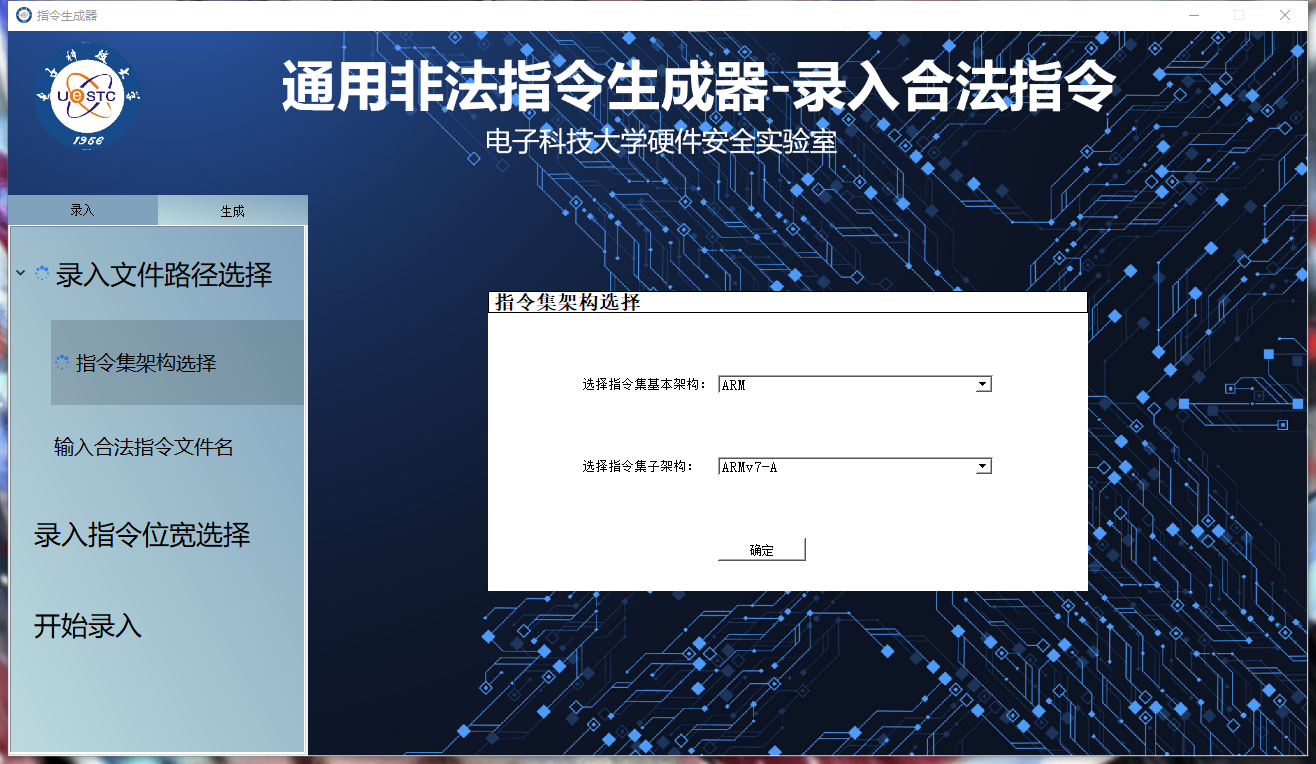 指令生成器
UESTC
1956
通用非法指令生成器-录入合法指令
电子科技大学硬件安全实验室
录入
生成
录入文件路径选择
指令集架构选择
输入合法指令文件名
录入指令位宽选择
开始录入
指令集架构选择
选择指令集基本架构: ARM
选择指令集子架构: ARMv7-A
确定